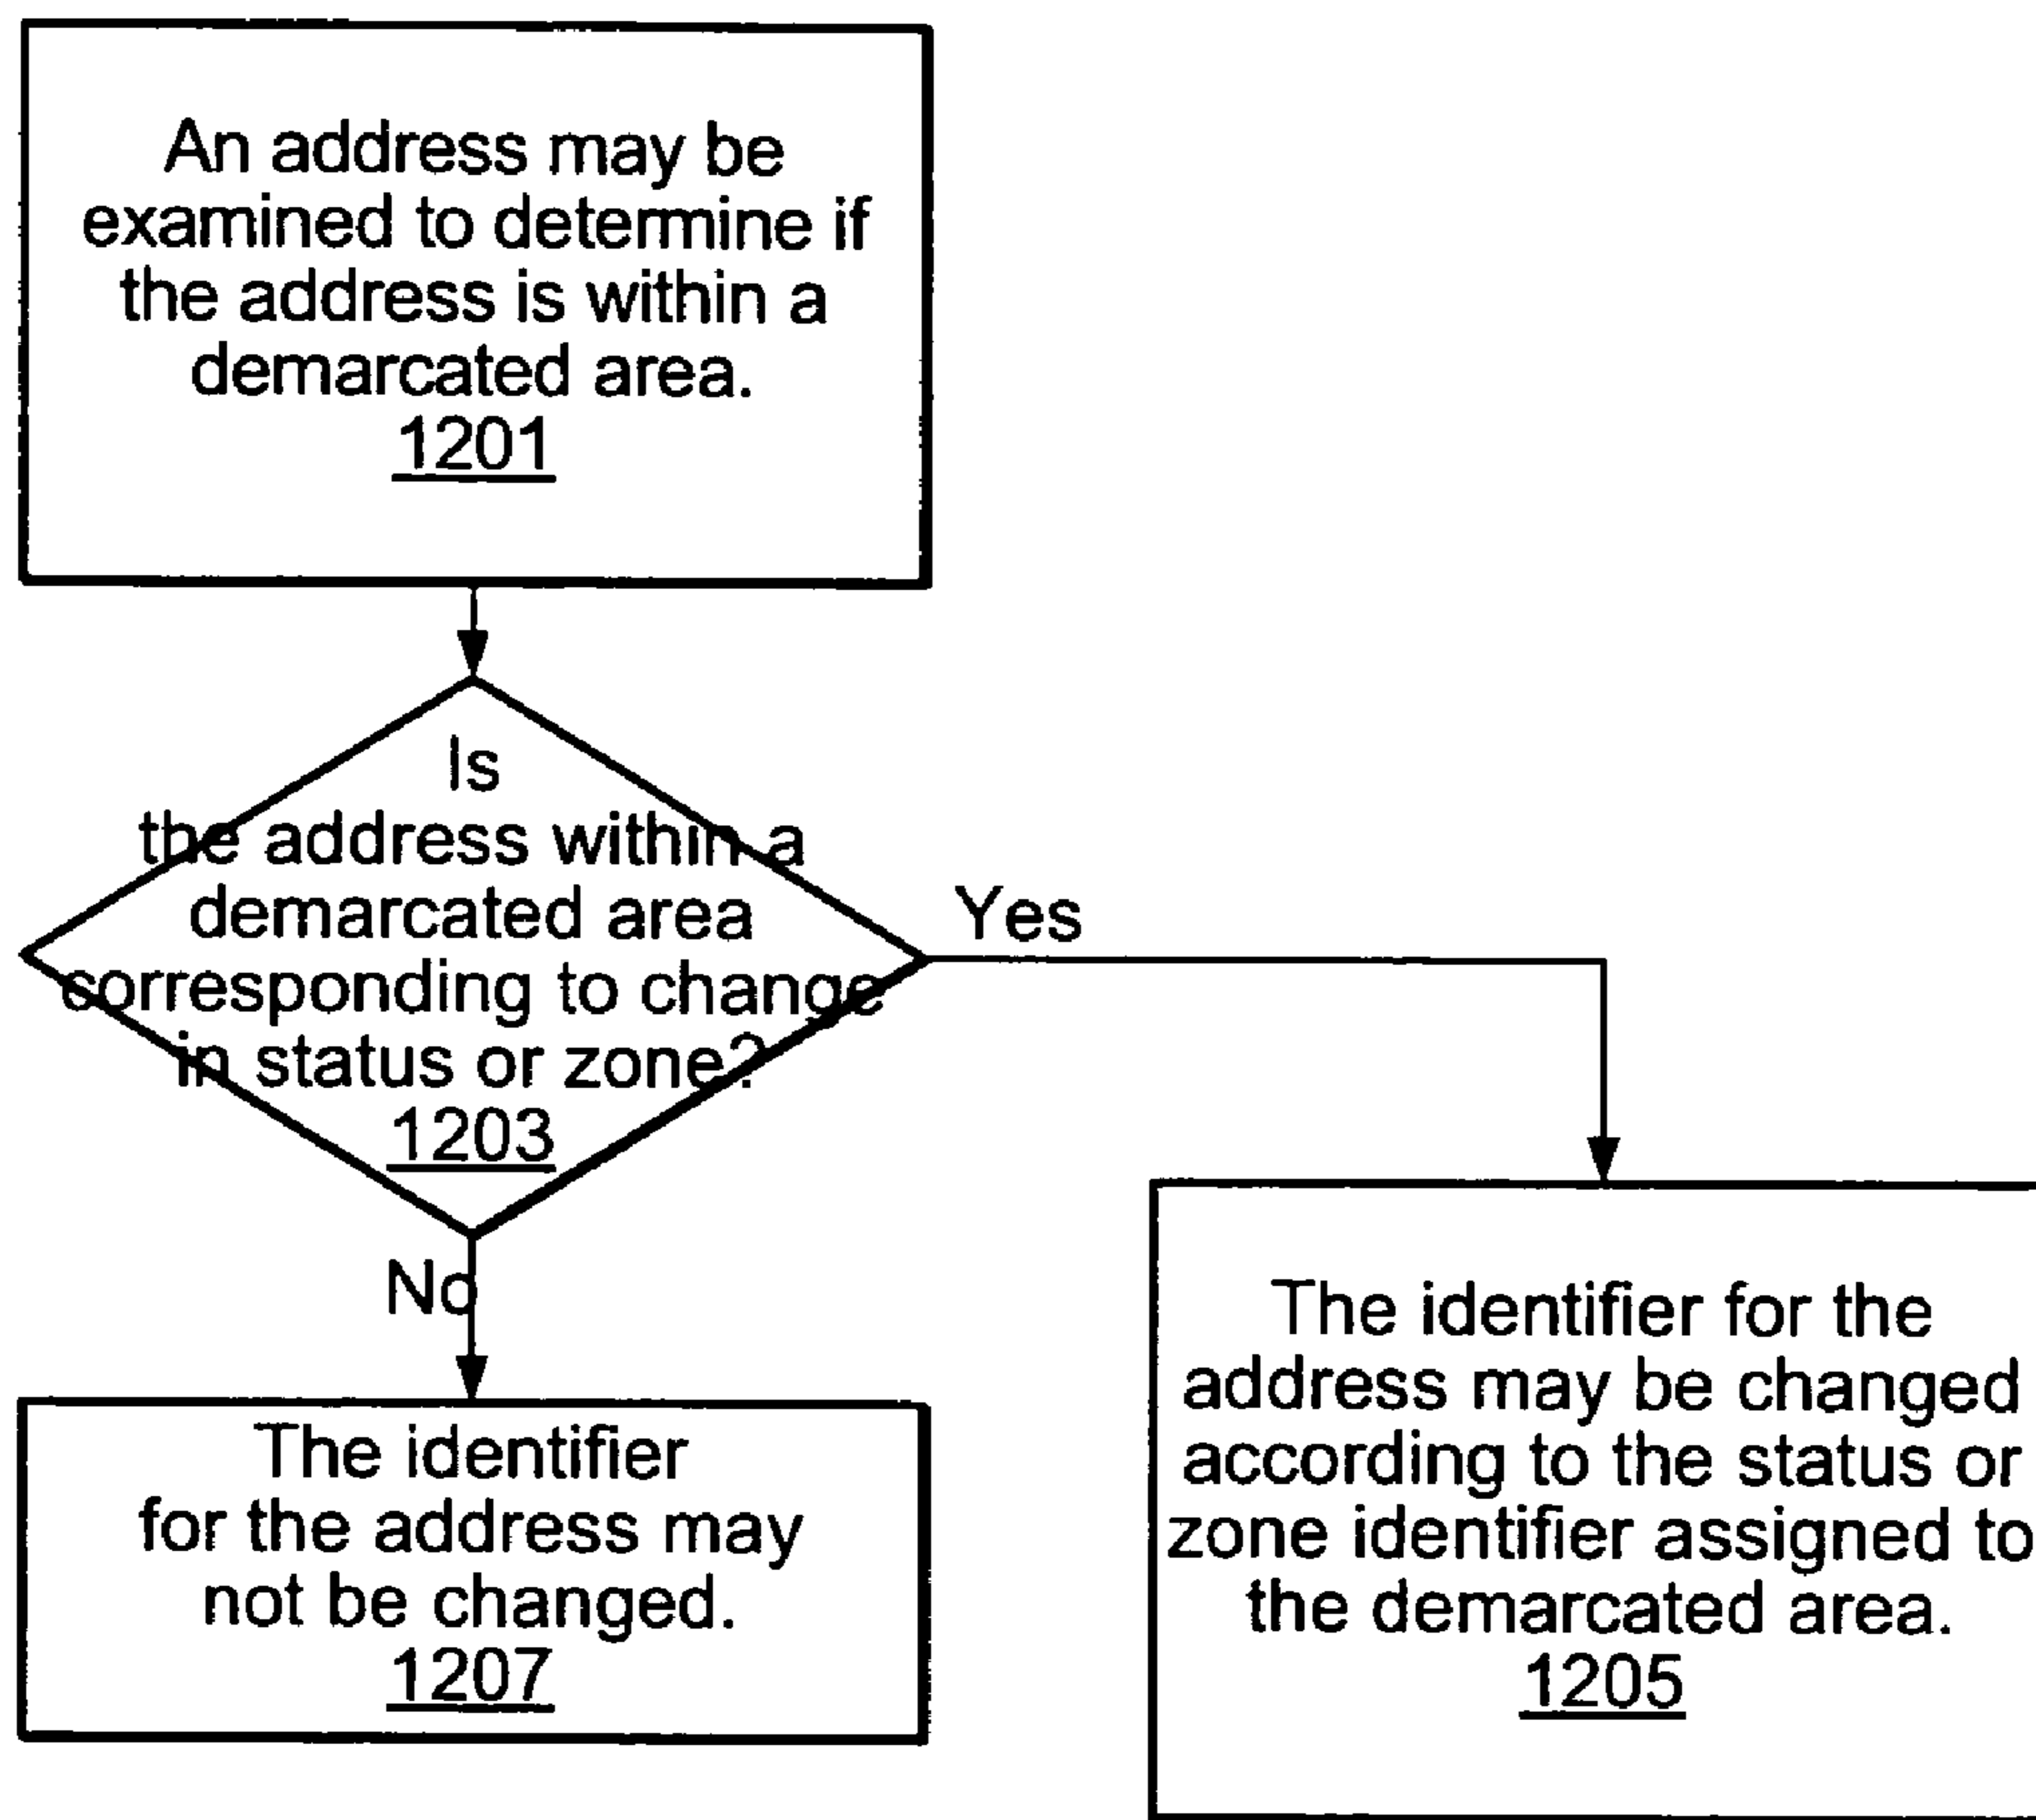 An address may be
examined to determine if
the address is within a
demarcated area.
1201
Is
the address within a
demarcated area
corresponding to change
in status or zone?
1203
Yes
No
The identifier
for the address may
not be changed.
1207
The identifier for the
address may be changed
according to the status or
zone identifier assigned to
the demarcated area.
1205